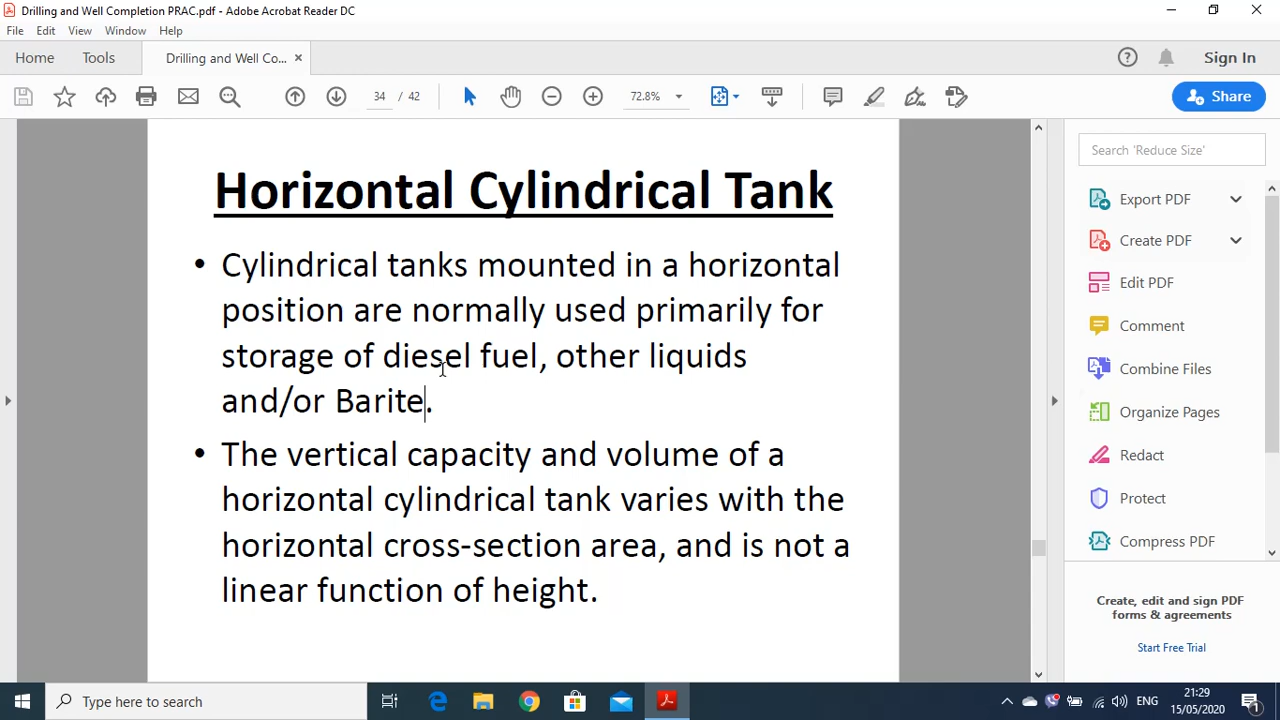 Drilling and Well Completion PRAC.pdf - Adobe Acrobat Reader DC
File Edit View Window Help
Home Tools Drilling and Well Co... × Sign In
34 / 42 72.8% Share
Horizontal Cylindrical Tank
• Cylindrical tanks mounted in a horizontal
position are normally used primarily for
storage of diesel fuel, other liquids
and/or Barite.
• The vertical capacity and volume of a
horizontal cylindrical tank varies with the
horizontal cross-section area, and is not a
linear function of height.
Search 'Reduce Size'
Export PDF
Create PDF
Edit PDF
Comment
Combine Files
Organize Pages
Redact
Protect
Compress PDF
Create, edit and sign PDF
forms & agreements
Start Free Trial
Type here to search
ENG
21:29
15/05/2020
1